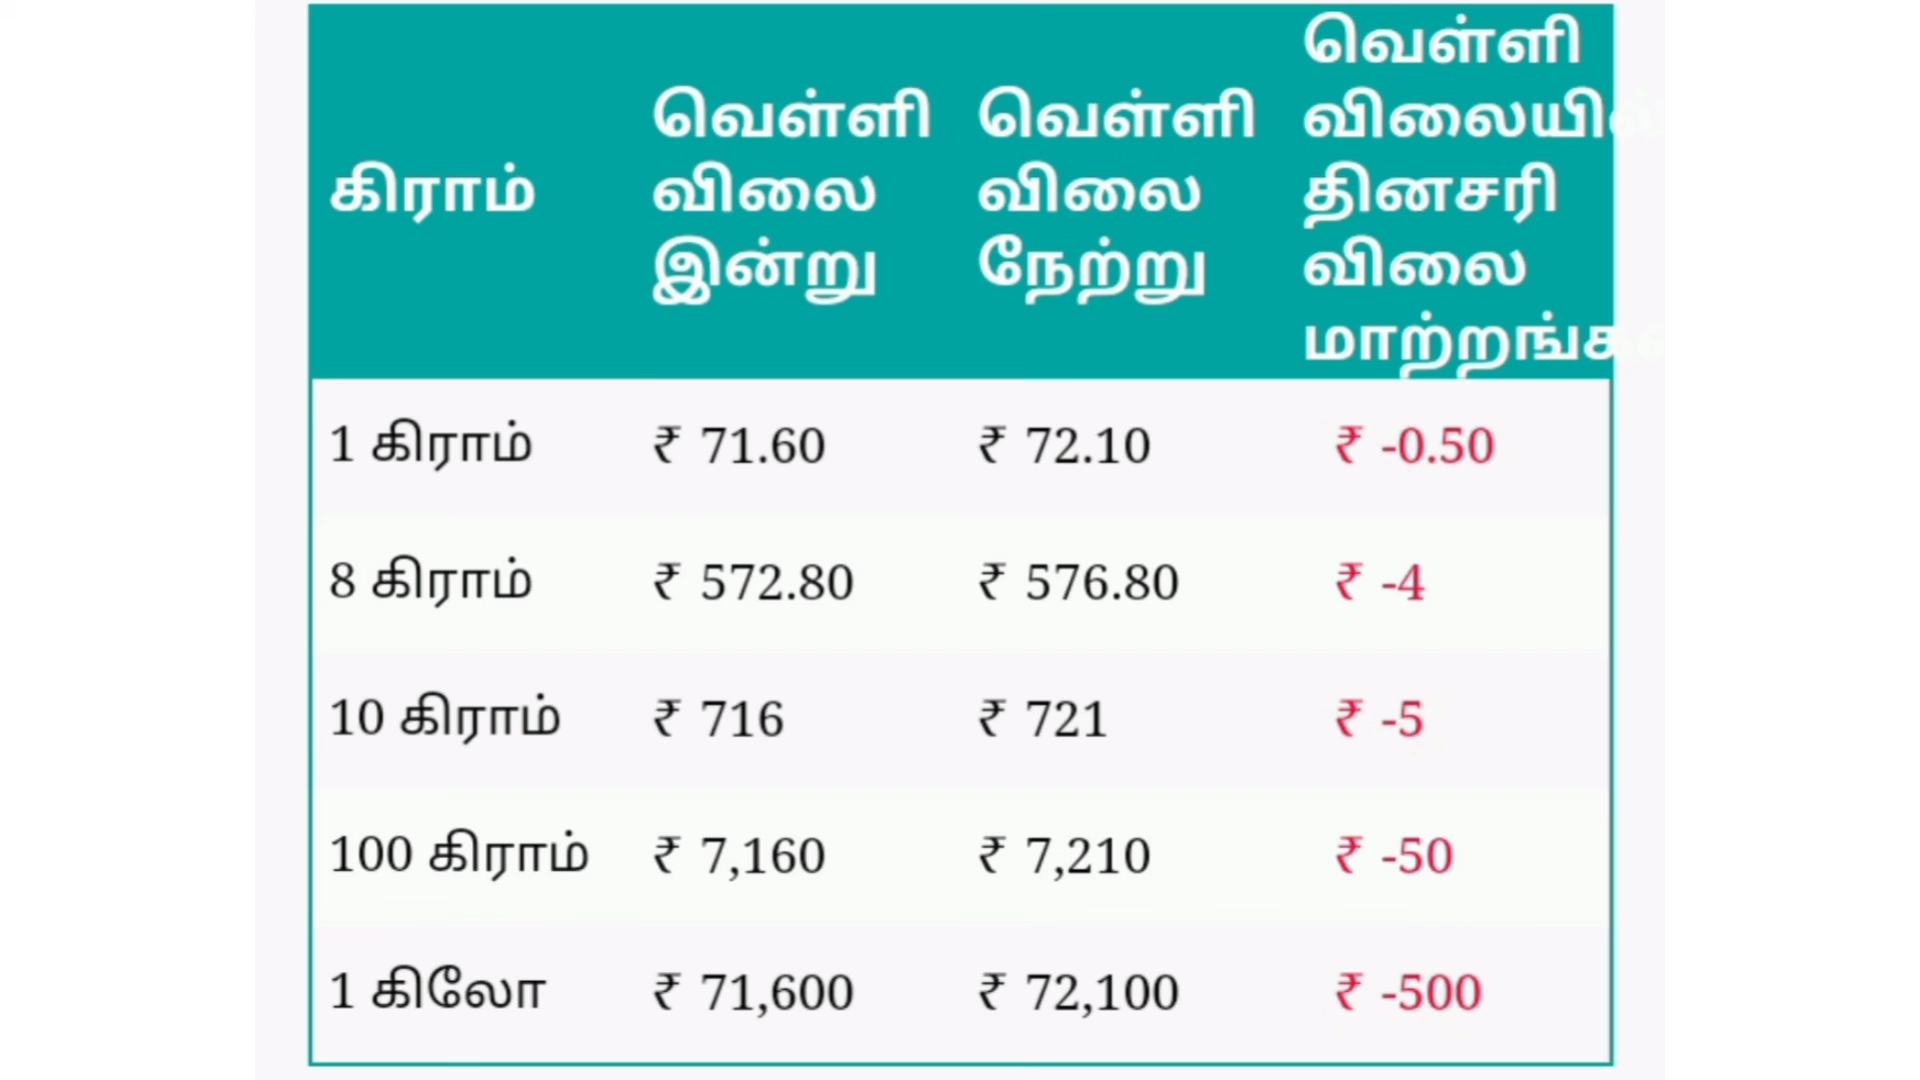 கிராம்
வெள்ளி
விலை
இன்று
வெள்ளி
விலை
நேற்று
வெள்ளி
விலையில்
தினசரி
விலை
1 கிராம் ₹ 71.60 ₹ 72.10 ₹ -0.50
8 கிராம் ₹ 572.80 ₹ 576.80 ₹ -4
10 கிராம் ₹ 716 ₹ 721 ₹ -5
100 கிராம் ₹ 7,160 ₹ 7,210 ₹ -50
1 கிலோ ₹ 71,600 ₹ 72,100 ₹ -500